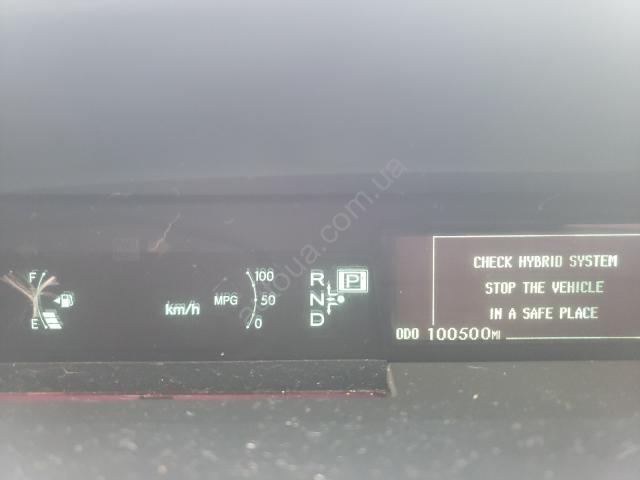 F
E
km/h
MPG
100
50
0
R
N
D
P
CHECK HYBRID SYSTEM
STOP THE VEHICLE
IN A SAFE PLACE
ODO 100500MI